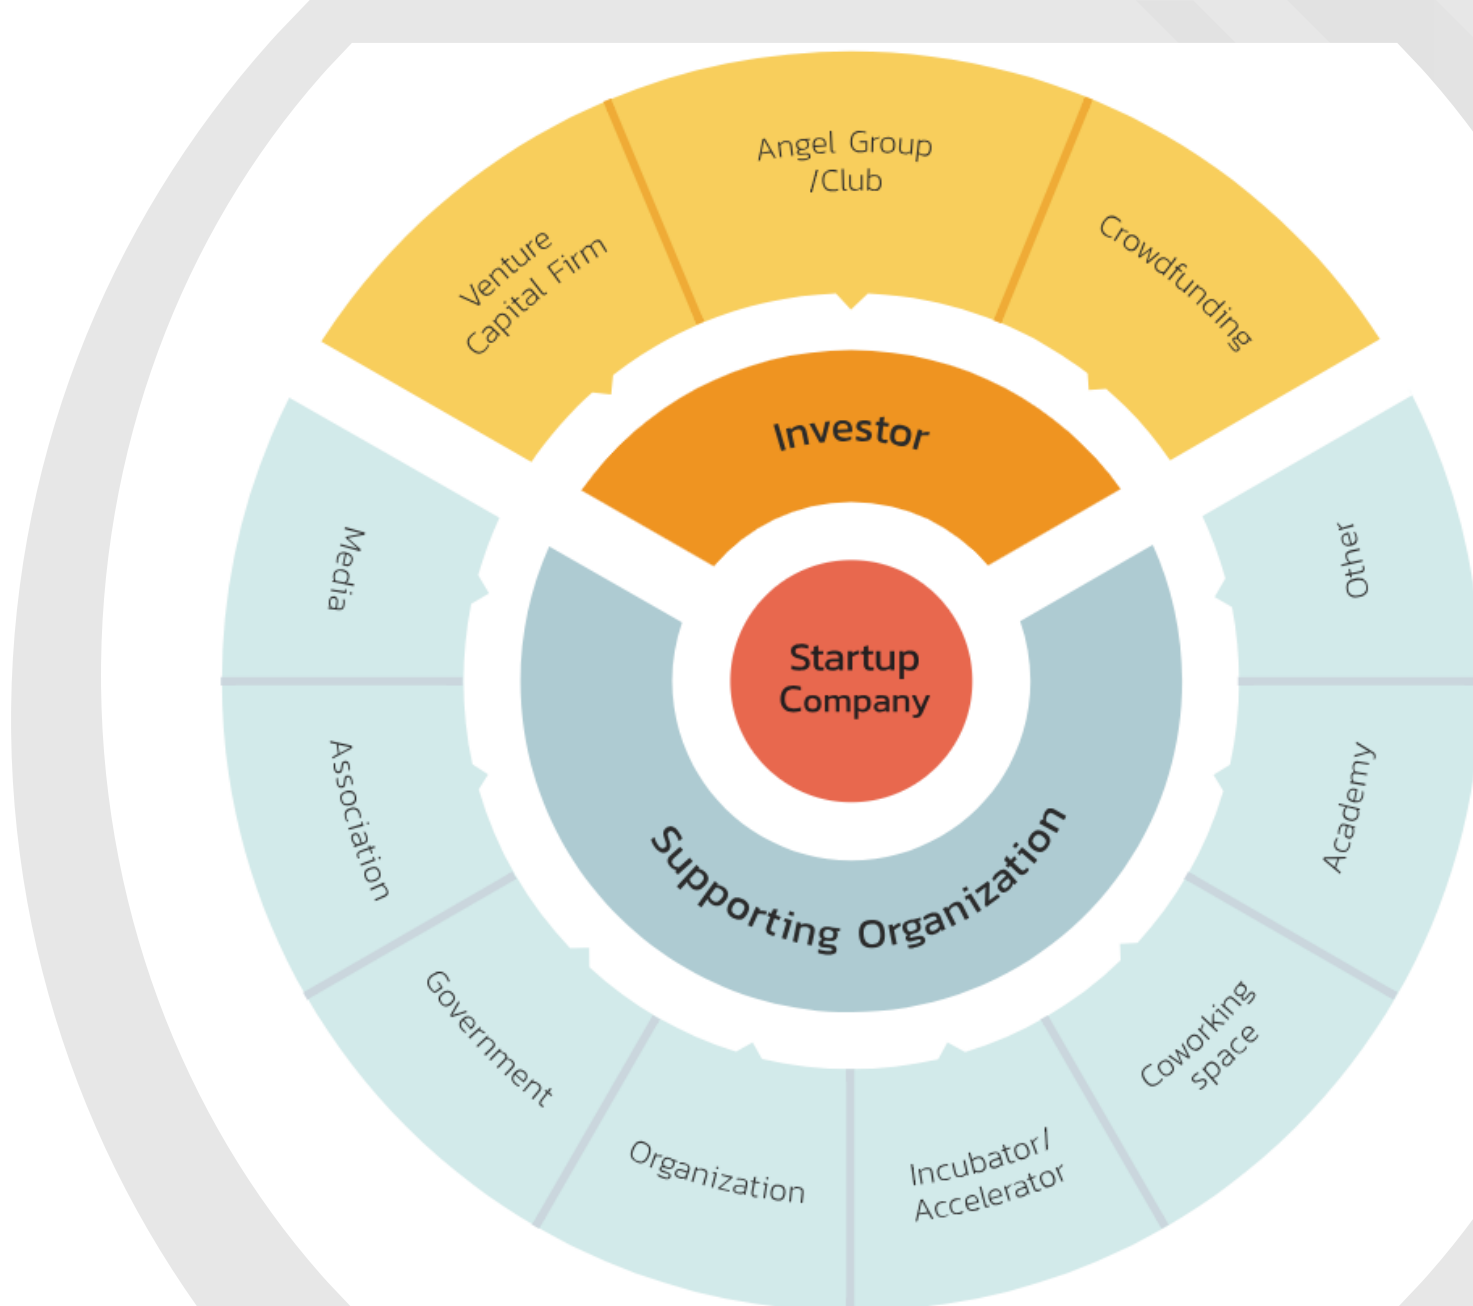 Angel Group
/Club
Venture
Capital Firm
Crowdfunding
Investor
Media
Other
Startup
Company
Association
Academy
Supporting Organization
Government
Coworking
space
Organization
Incubator/
Accelerator